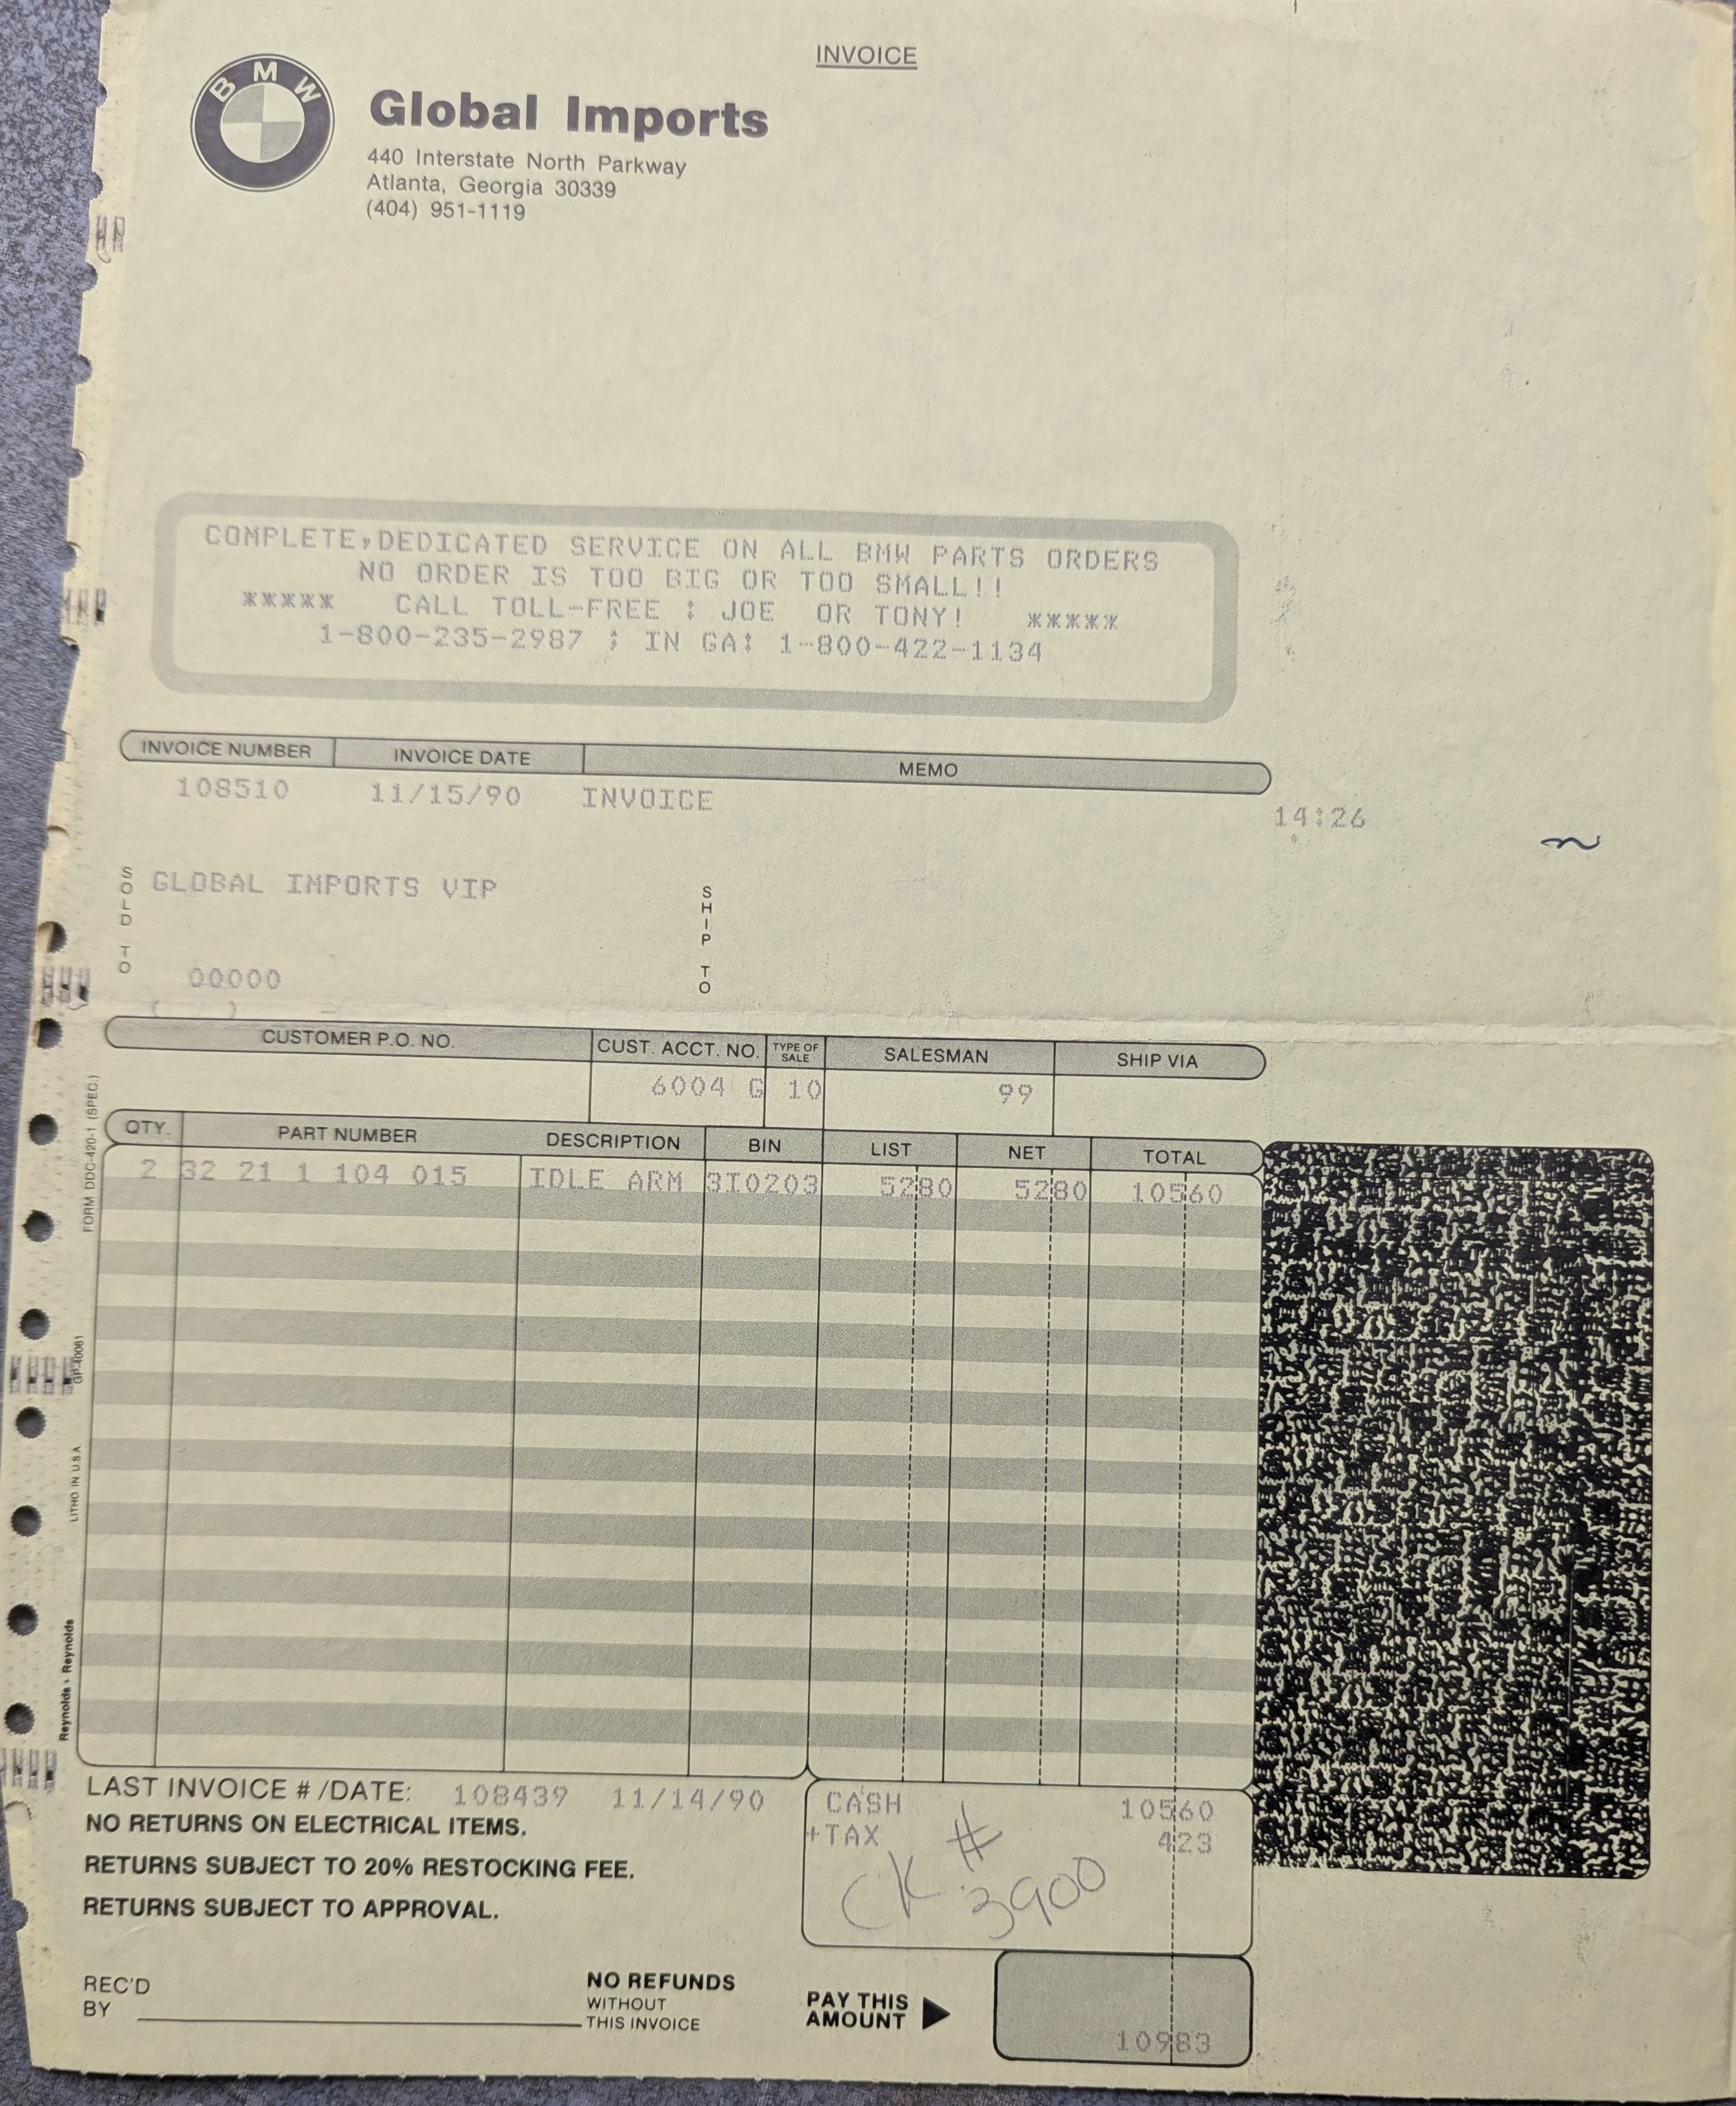 INVOICE
BMW
Global Imports
440 Interstate North Parkway
Atlanta, Georgia 30339
(404) 951-1119
COMPLETE,DEDICATED SERVICE ON ALL BMW PARTS ORDERS
NO ORDER IS TOO BIG OR TOO SMALL!!
***** CALL TOLL-FREE : JOE OR TONY! *****
1-800-235-2987 ; IN GA: 1-800-422-1134
INVOICE NUMBER INVOICE DATE MEMO
108510 11/15/90 INVOICE
14:26
SOLD TO GLOBAL IMPORTS VIP SHIP TO
00000
( ) -
CUSTOMER P.O. NO. CUST. ACCT. NO. TYPE OF SALE SALESMAN SHIP VIA
6004 G 10 99
QTY. PART NUMBER DESCRIPTION BIN LIST NET TOTAL
2 32 21 1 104 015 IDLE ARM 3I0203 5280 5280 10560
FORM DDC-420-1 (SPEC.)
GP-40061
LITHO IN U.S.A.
Reynolds + Reynolds
LAST INVOICE # /DATE: 108439 11/14/90
NO RETURNS ON ELECTRICAL ITEMS.
RETURNS SUBJECT TO 20% RESTOCKING FEE.
RETURNS SUBJECT TO APPROVAL.
CASH 10560
+TAX 423
CK # 3900
REC'D
BY
NO REFUNDS
WITHOUT
THIS INVOICE
PAY THIS
AMOUNT
10983